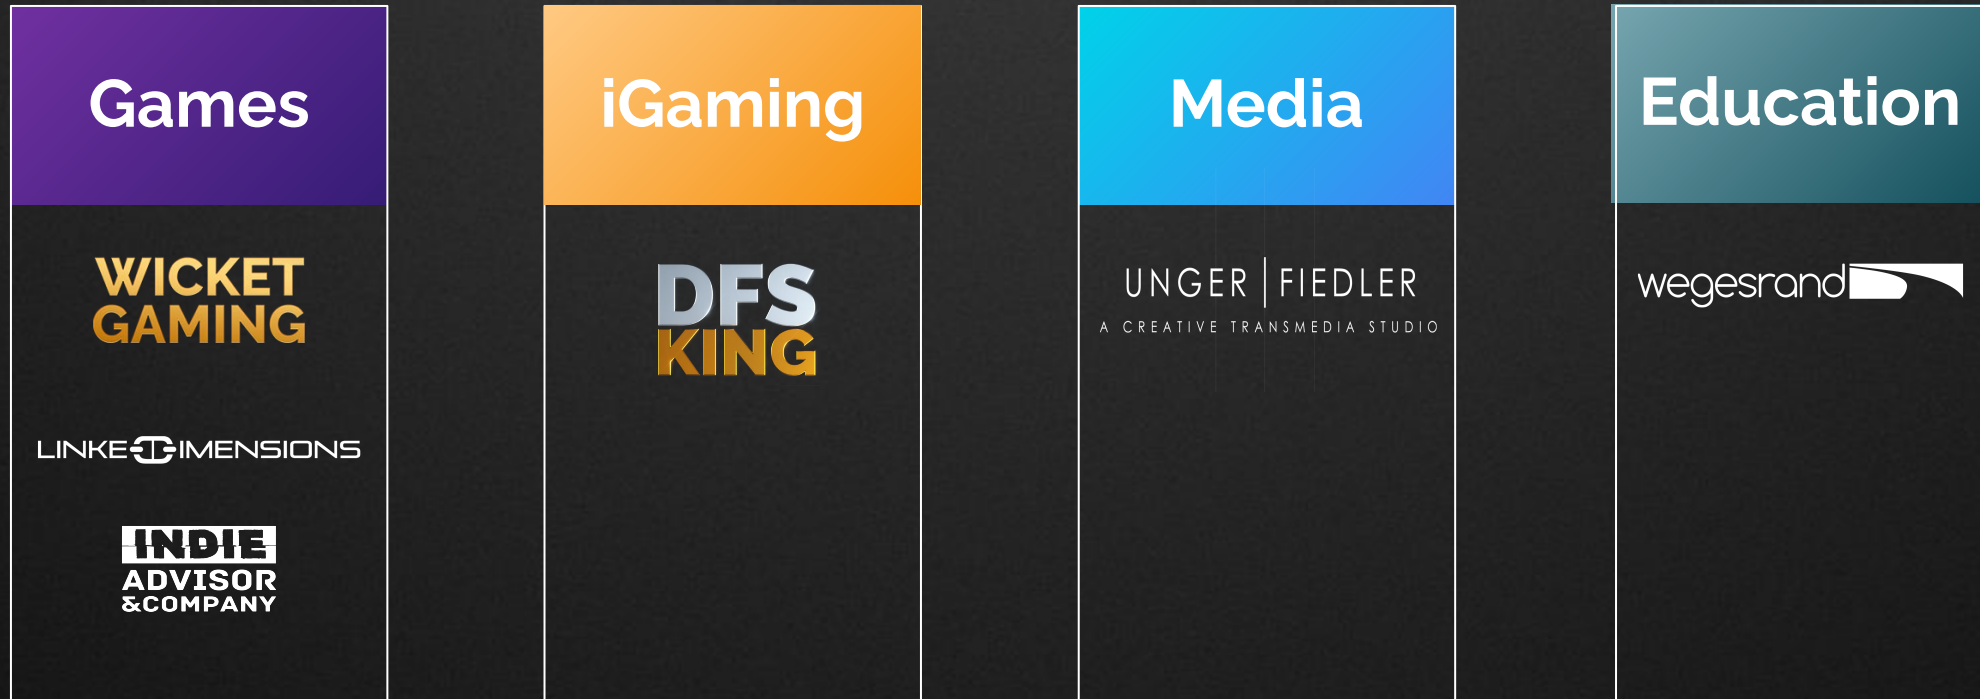 Games
WICKET
GAMING
LINKEDIMENSIONS
INDIE
ADVISOR
&COMPANY
iGaming
DFS
KING
Media
UNGER | FIEDLER
A CREATIVE TRANSMEDIA STUDIO
Education
wegesrand